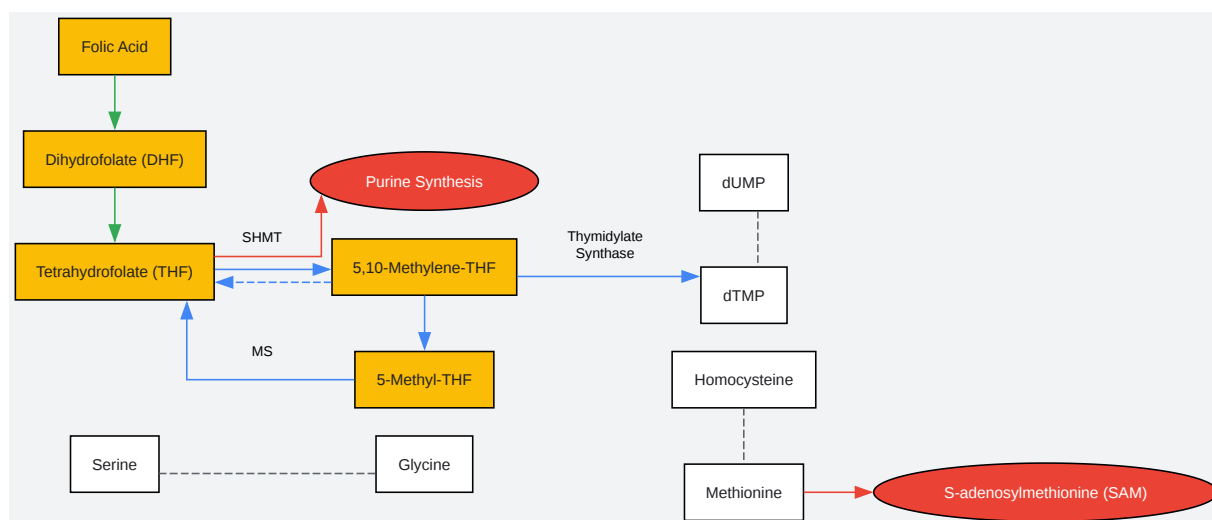 Folic Acid
Dihydrofolate (DHF)
Purine Synthesis
dUMP
SHMT
Thymidylate
Synthase
Tetrahydrofolate (THF)
5,10-Methylene-THF
dTMP
MS
5-Methyl-THF
Homocysteine
Serine
Glycine
Methionine
S-adenosylmethionine (SAM)